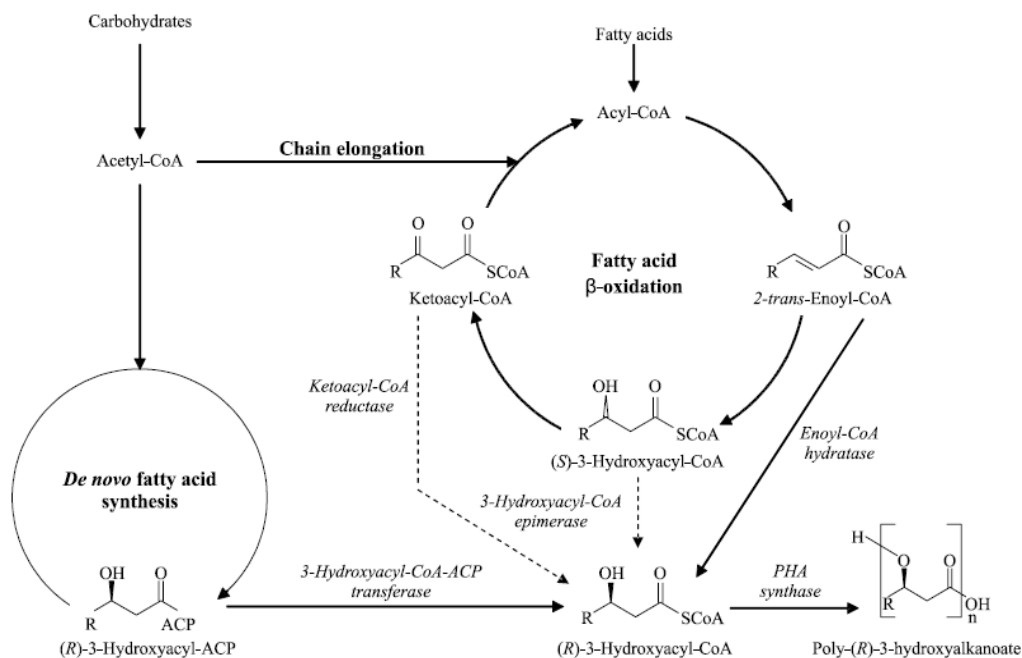 Carbohydrates
Fatty acids
Acyl-CoA
Acetyl-CoA
Chain elongation
O
O
R
SCoA
Ketoacyl-CoA
Fatty acid
β-oxidation
O
R
SCoA
2-trans-Enoyl-CoA
Ketoacyl-CoA
reductase
OH
O
R
SCoA
(S)-3-Hydroxyacyl-CoA
Enoyl-CoA
hydratase
De novo fatty acid
synthesis
3-Hydroxyacyl-CoA
epimerase
OH
O
R
ACP
(R)-3-Hydroxyacyl-ACP
3-Hydroxyacyl-CoA-ACP
transferase
OH
O
R
SCoA
(R)-3-Hydroxyacyl-CoA
PHA
synthase
H
O
O
R
OH
n
Poly-(R)-3-hydroxyalkanoate